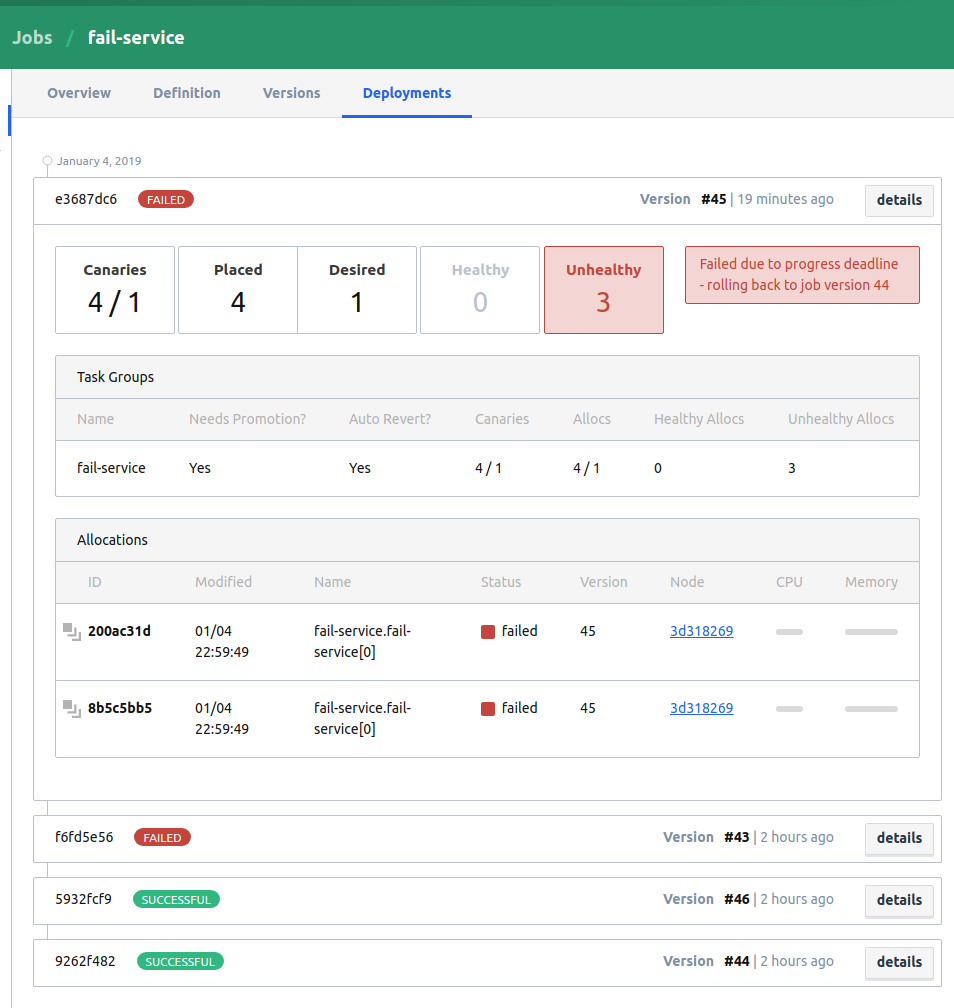 Jobs / fail-service
Overview Definition Versions Deployments
January 4, 2019
e3687dc6 FAILED Version #45 | 19 minutes ago details
Canaries Placed Desired Healthy Unhealthy
4 / 1 4 1 0 3
Failed due to progress deadline
- rolling back to job version 44
Task Groups
Name Needs Promotion? Auto Revert? Canaries Allocs Healthy Allocs Unhealthy Allocs
fail-service Yes Yes 4 / 1 4 / 1 0 3
Allocations
ID Modified Name Status Version Node CPU Memory
200ac31d 01/04 fail-service.fail- failed 45 3d318269
22:59:49 service[0]
8b5c5bb5 01/04 fail-service.fail- failed 45 3d318269
22:59:49 service[0]
f6fd5e56 FAILED Version #43 | 2 hours ago details
5932fcf9 SUCCESSFUL Version #46 | 2 hours ago details
9262f482 SUCCESSFUL Version #44 | 2 hours ago details